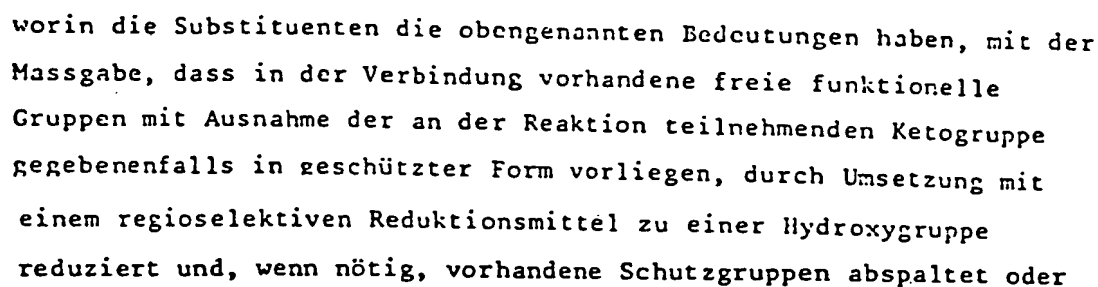 worin die Substituenten die obengenannten Bedeutungen haben, mit der
Massgabe, dass in der Verbindung vorhandene freie funktionelle
Gruppen mit Ausnahme der an der Reaktion teilnehmenden Ketogruppe
gegebenenfalls in geschützter Form vorliegen, durch Umsetzung mit
einem regioselektiven Reduktionsmittel zu einer Hydroxygruppe
reduziert und, wenn nötig, vorhandene Schutzgruppen abspaltet oder